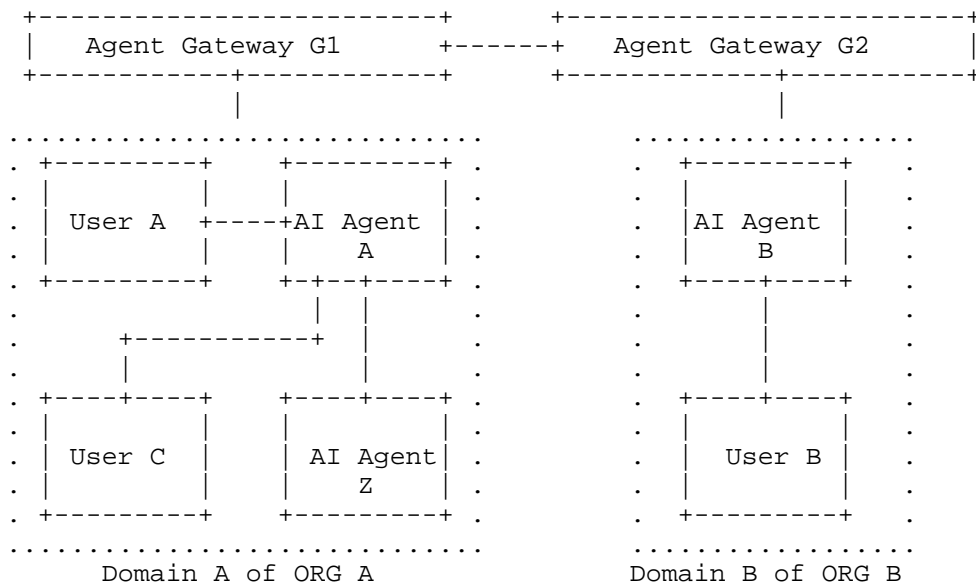 Agent Gateway G1 Agent Gateway G2
User A AI Agent AI Agent
A B
User C AI Agent User B
Z
Domain A of ORG A Domain B of ORG B